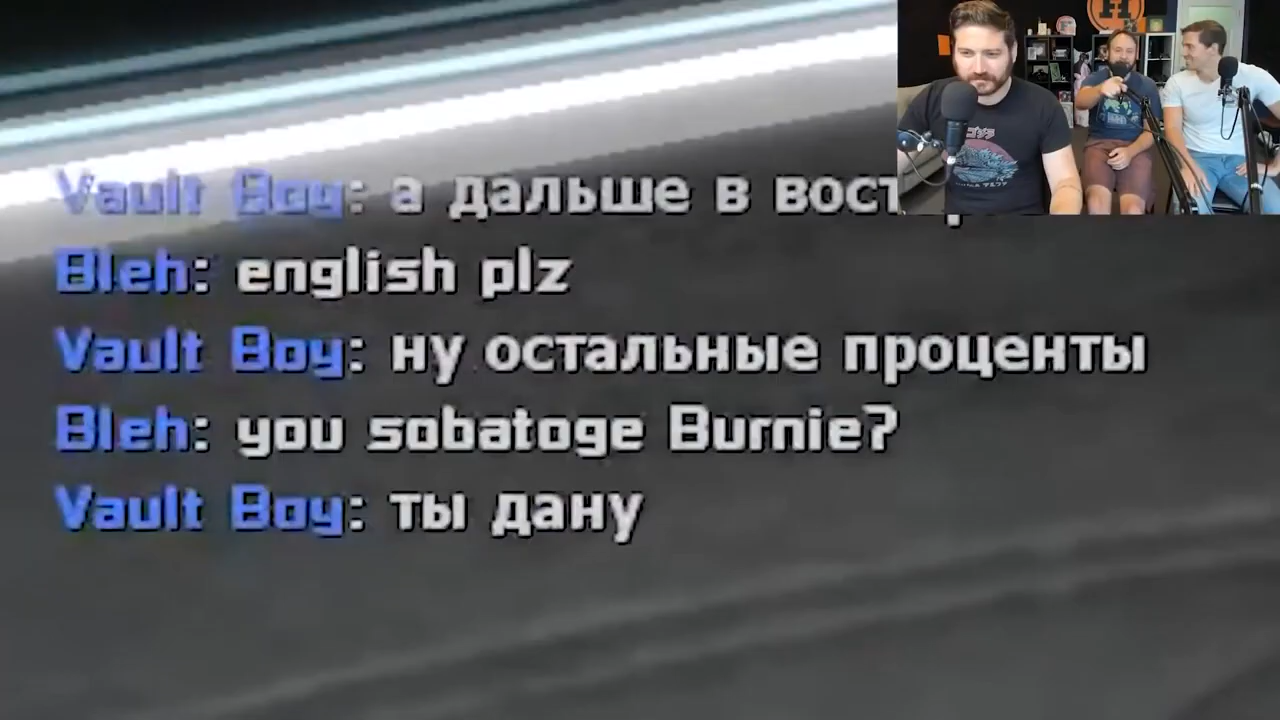 Vault Boy: а дальше в вост
Bleh: english plz
Vault Boy: ну остальные проценты
Bleh: you sobatoge Burnie?
Vault Boy: ты дану